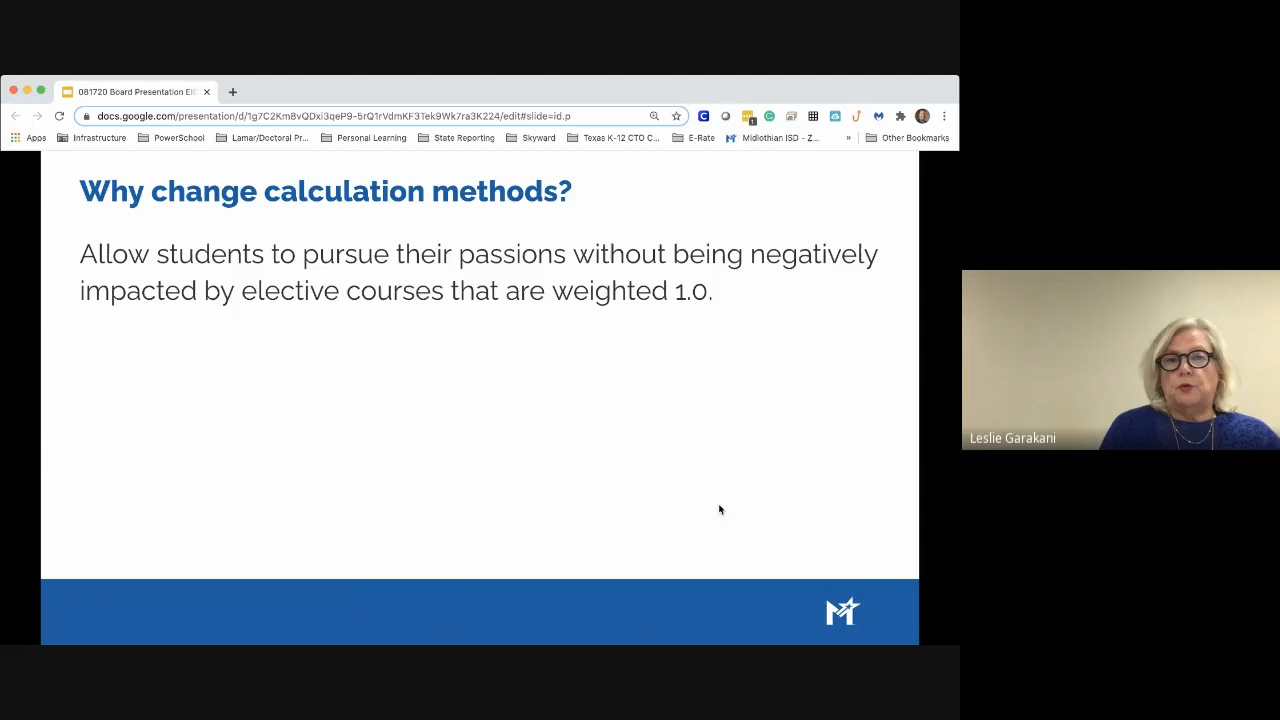 081720 Board Presentation EIC
docs.google.com/presentation/d/1g7C2Km8vQDxi3qeP9-5rQ1rVdmKF3Tek9Wk7ra3K224/edit#slide=id.p
Apps Infrastructure PowerSchool Lamar/Doctoral Pr... Personal Learning State Reporting Skyward Texas K-12 CTO C... E-Rate Midlothian ISD - Z... » Other Bookmarks
Why change calculation methods?
Allow students to pursue their passions without being negatively
impacted by elective courses that are weighted 1.0.
Leslie Garakani
M